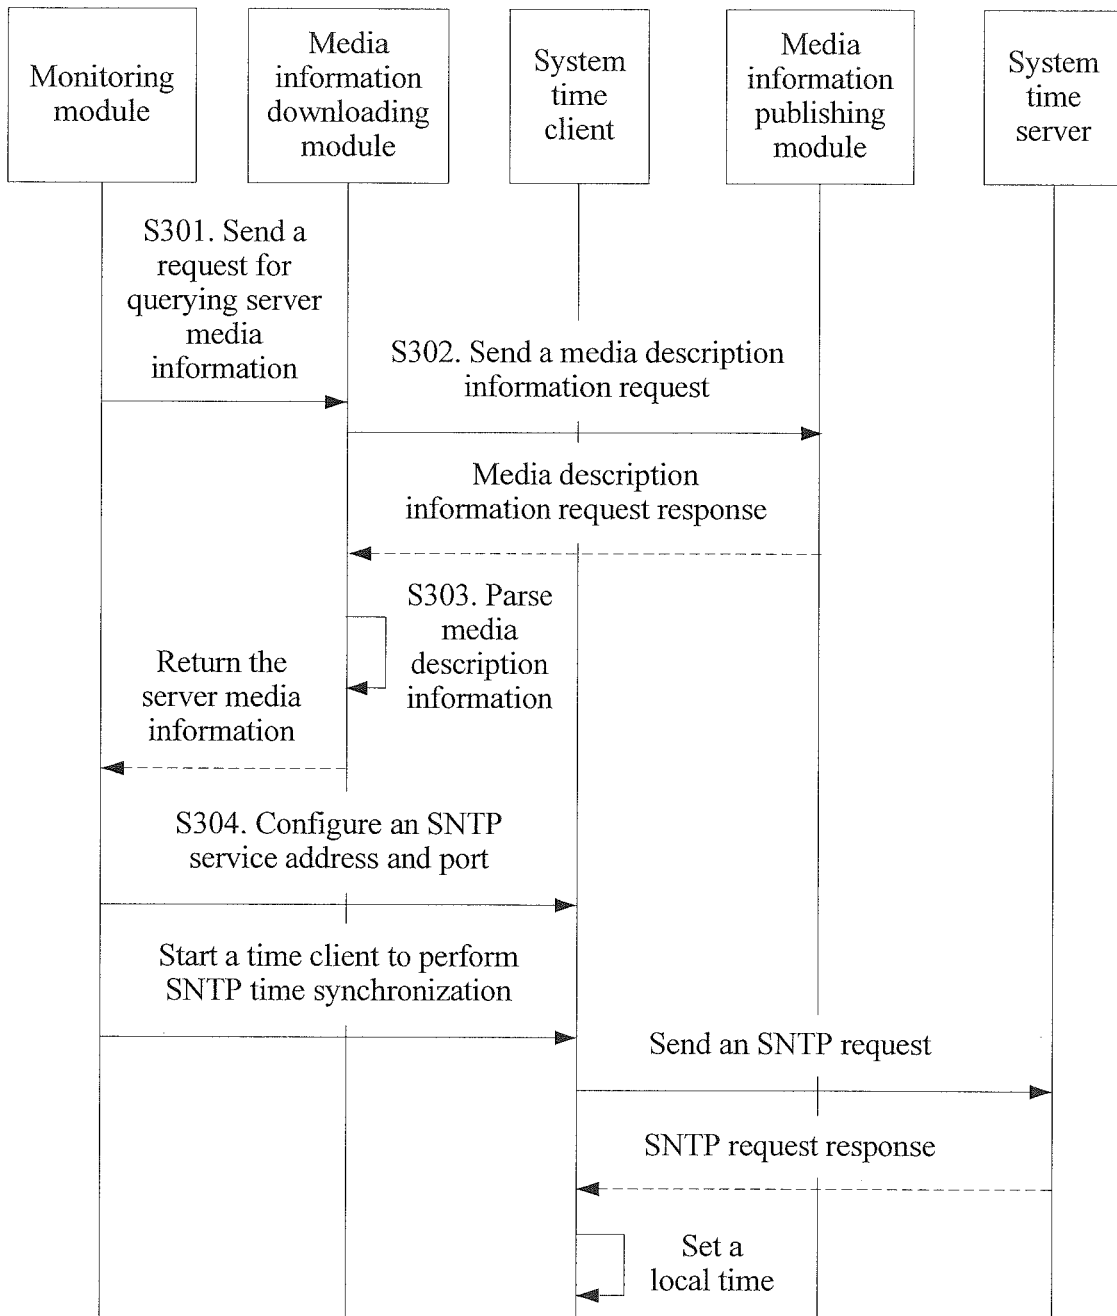 Monitoring
module
Media
information
downloading
module
System
time
client
Media
information
publishing
module
System
time
server
S301. Send a
request for
querying server
media
information
S302. Send a media description
information request
Media description
information request response
S303. Parse
media
description
information
Return the
server media
information
S304. Configure an SNTP
service address and port
Start a time client to perform
SNTP time synchronization
Send an SNTP request
SNTP request response
Set a
local time